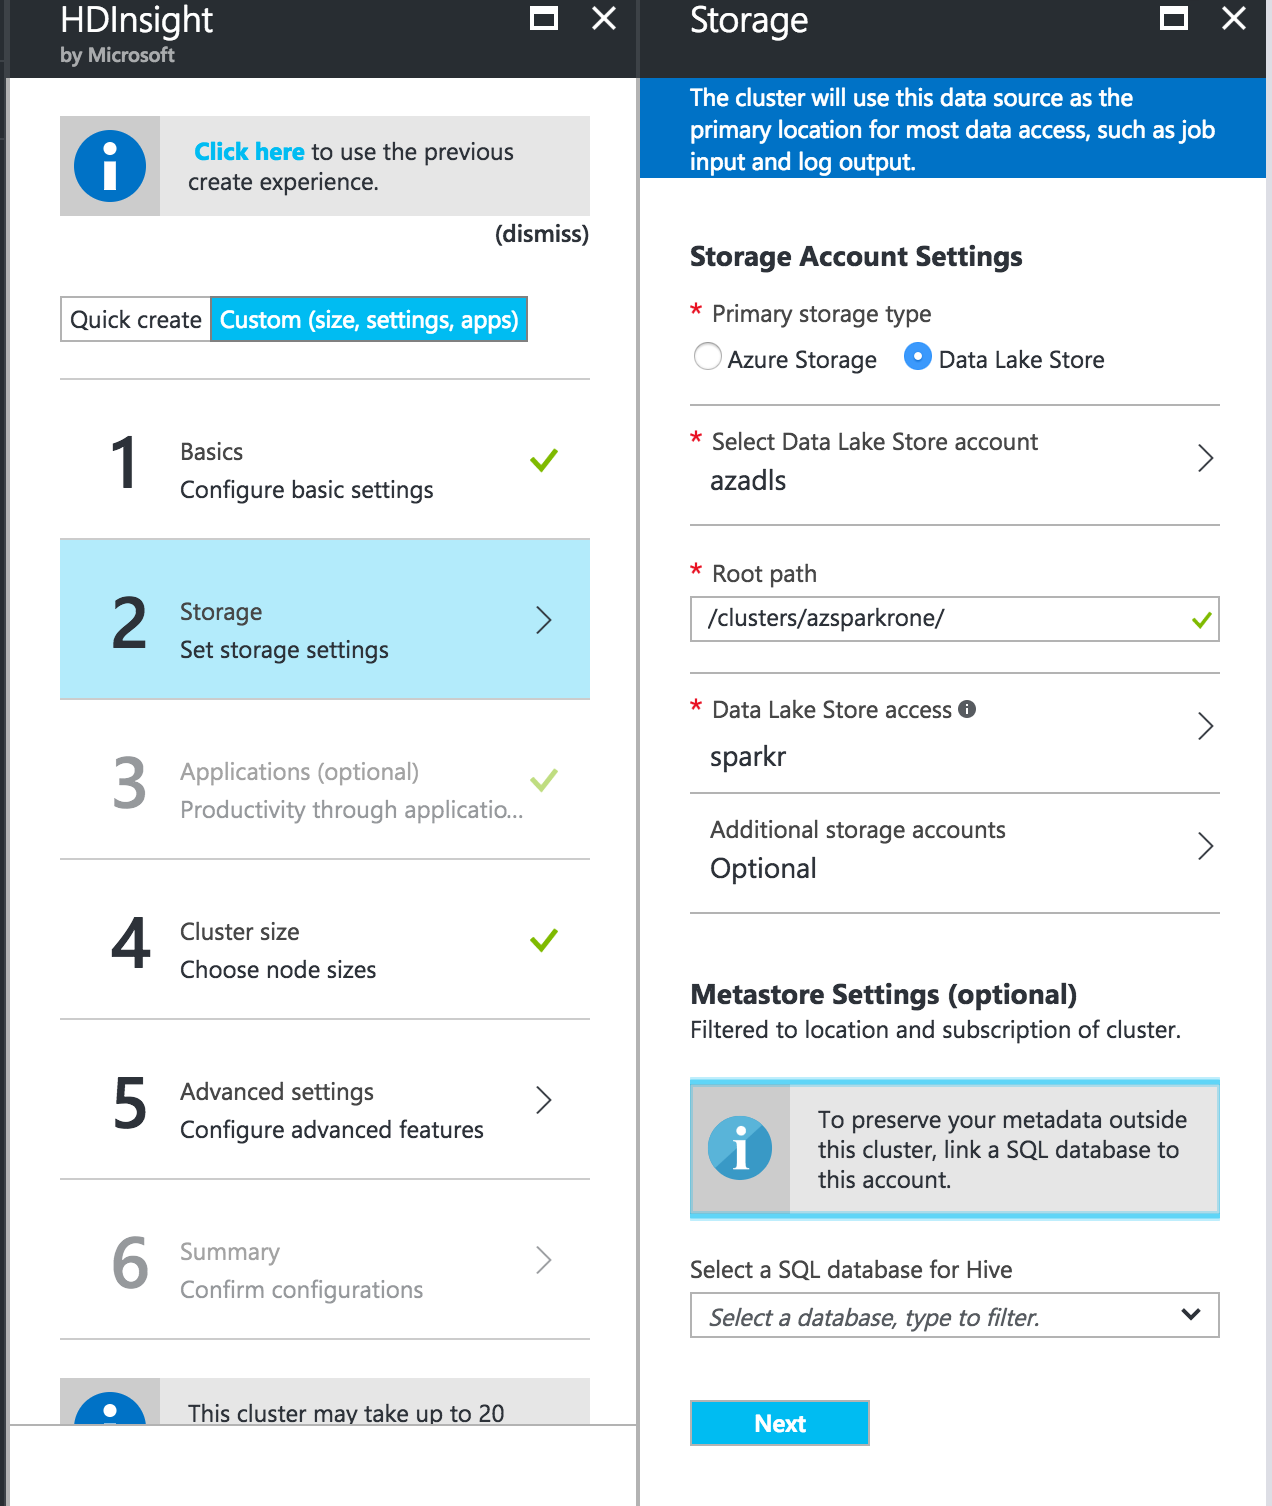 HDInsight
by Microsoft
Click here to use the previous
create experience.
(dismiss)
Quick create
Custom (size, settings, apps)
1
Basics
Configure basic settings
2
Storage
Set storage settings
3
Applications (optional)
Productivity through applicatio...
4
Cluster size
Choose node sizes
5
Advanced settings
Configure advanced features
6
Summary
Confirm configurations
This cluster may take up to 20
Storage
The cluster will use this data source as the
primary location for most data access, such as job
input and log output.
Storage Account Settings
* Primary storage type
Azure Storage
Data Lake Store
* Select Data Lake Store account
azadls
* Root path
/clusters/azsparkrone/
* Data Lake Store access
sparkr
Additional storage accounts
Optional
Metastore Settings (optional)
Filtered to location and subscription of cluster.
To preserve your metadata outside
this cluster, link a SQL database to
this account.
Select a SQL database for Hive
Select a database, type to filter.
Next